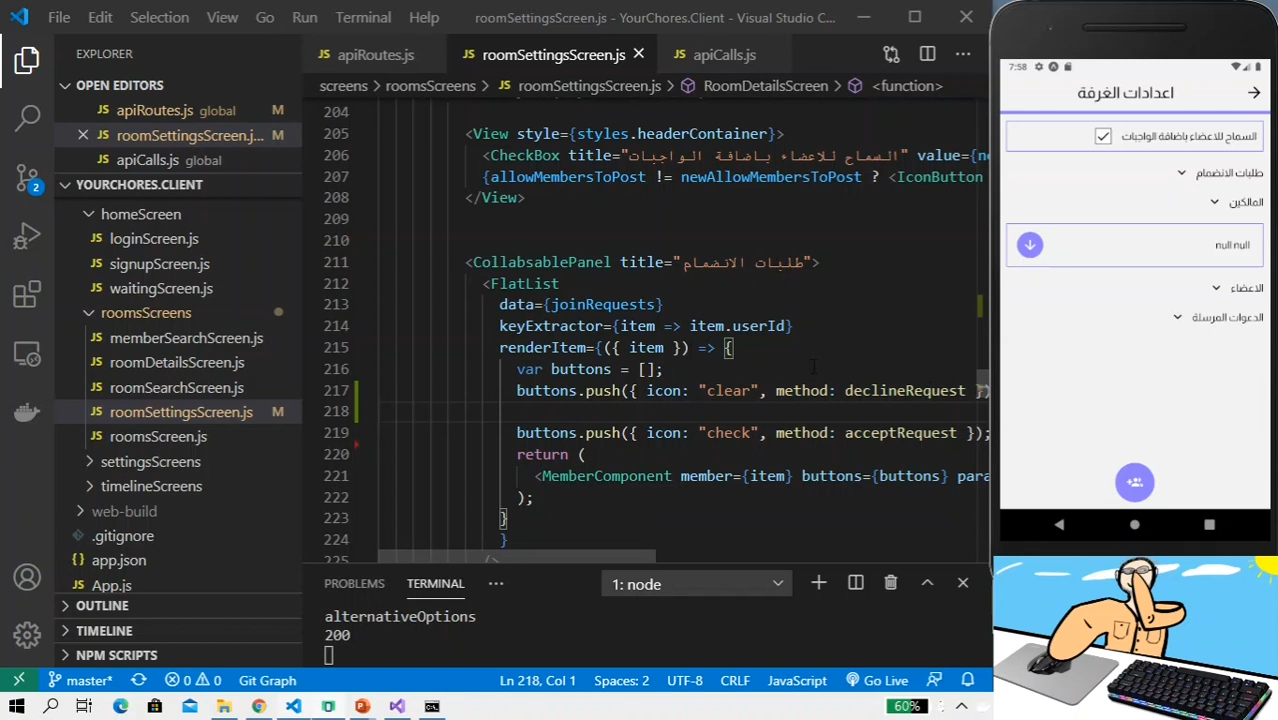 File Edit Selection View Go Run Terminal Help roomSettingsScreen.js - YourChores.Client - Visual Studio C...
EXPLORER
OPEN EDITORS
apiRoutes.js global M
roomSettingsScreen.j... M
apiCalls.js global
YOURCHORES.CLIENT
homeScreen
JS loginScreen.js
JS signupScreen.js
JS waitingScreen.js
roomsScreens
JS memberSearchScreen.js
JS roomDetailsScreen.js
JS roomSearchScreen.js
JS roomSettingsScreen.js M
JS roomsScreen.js
settingsScreens
timelineScreens
web-build
.gitignore
app.json
JS App.js
OUTLINE
TIMELINE
NPM SCRIPTS
2
JS apiRoutes.js JS roomSettingsScreen.js JS apiCalls.js
screens > roomsScreens > JS roomSettingsScreen.js > RoomDetailsScreen > <function>
204
205 <View style={styles.headerContainer}>
206 <CheckBox title="السماح للاعضاء باضافة الواجبات" value={ne
207 {allowMembersToPost != newAllowMembersToPost ? <IconButton
208 </View>
209
210
211 <CollabsablePanel title="طلبات الانضمام">
212 <FlatList
213 data={joinRequests}
214 keyExtractor={item => item.userId}
215 renderItem={({ item }) => {
216 var buttons = [];
217 buttons.push({ icon: "clear", method: declineRequest })
218
219 buttons.push({ icon: "check", method: acceptRequest });
220 return (
221 <MemberComponent member={item} buttons={buttons} para
222 );
223 }
224 }
225 />
PROBLEMS TERMINAL ··· 1: node
alternativeOptions
200
master* 0 0 Git Graph Ln 218, Col 1 Spaces: 2 UTF-8 CRLF JavaScript Go Live
60%
7:58
اعدادات الغرفة
السماح للاعضاء باضافة الواجبات
طلبات الانضمام
المالكين
null null
الاعضاء
الدعوات المرسلة